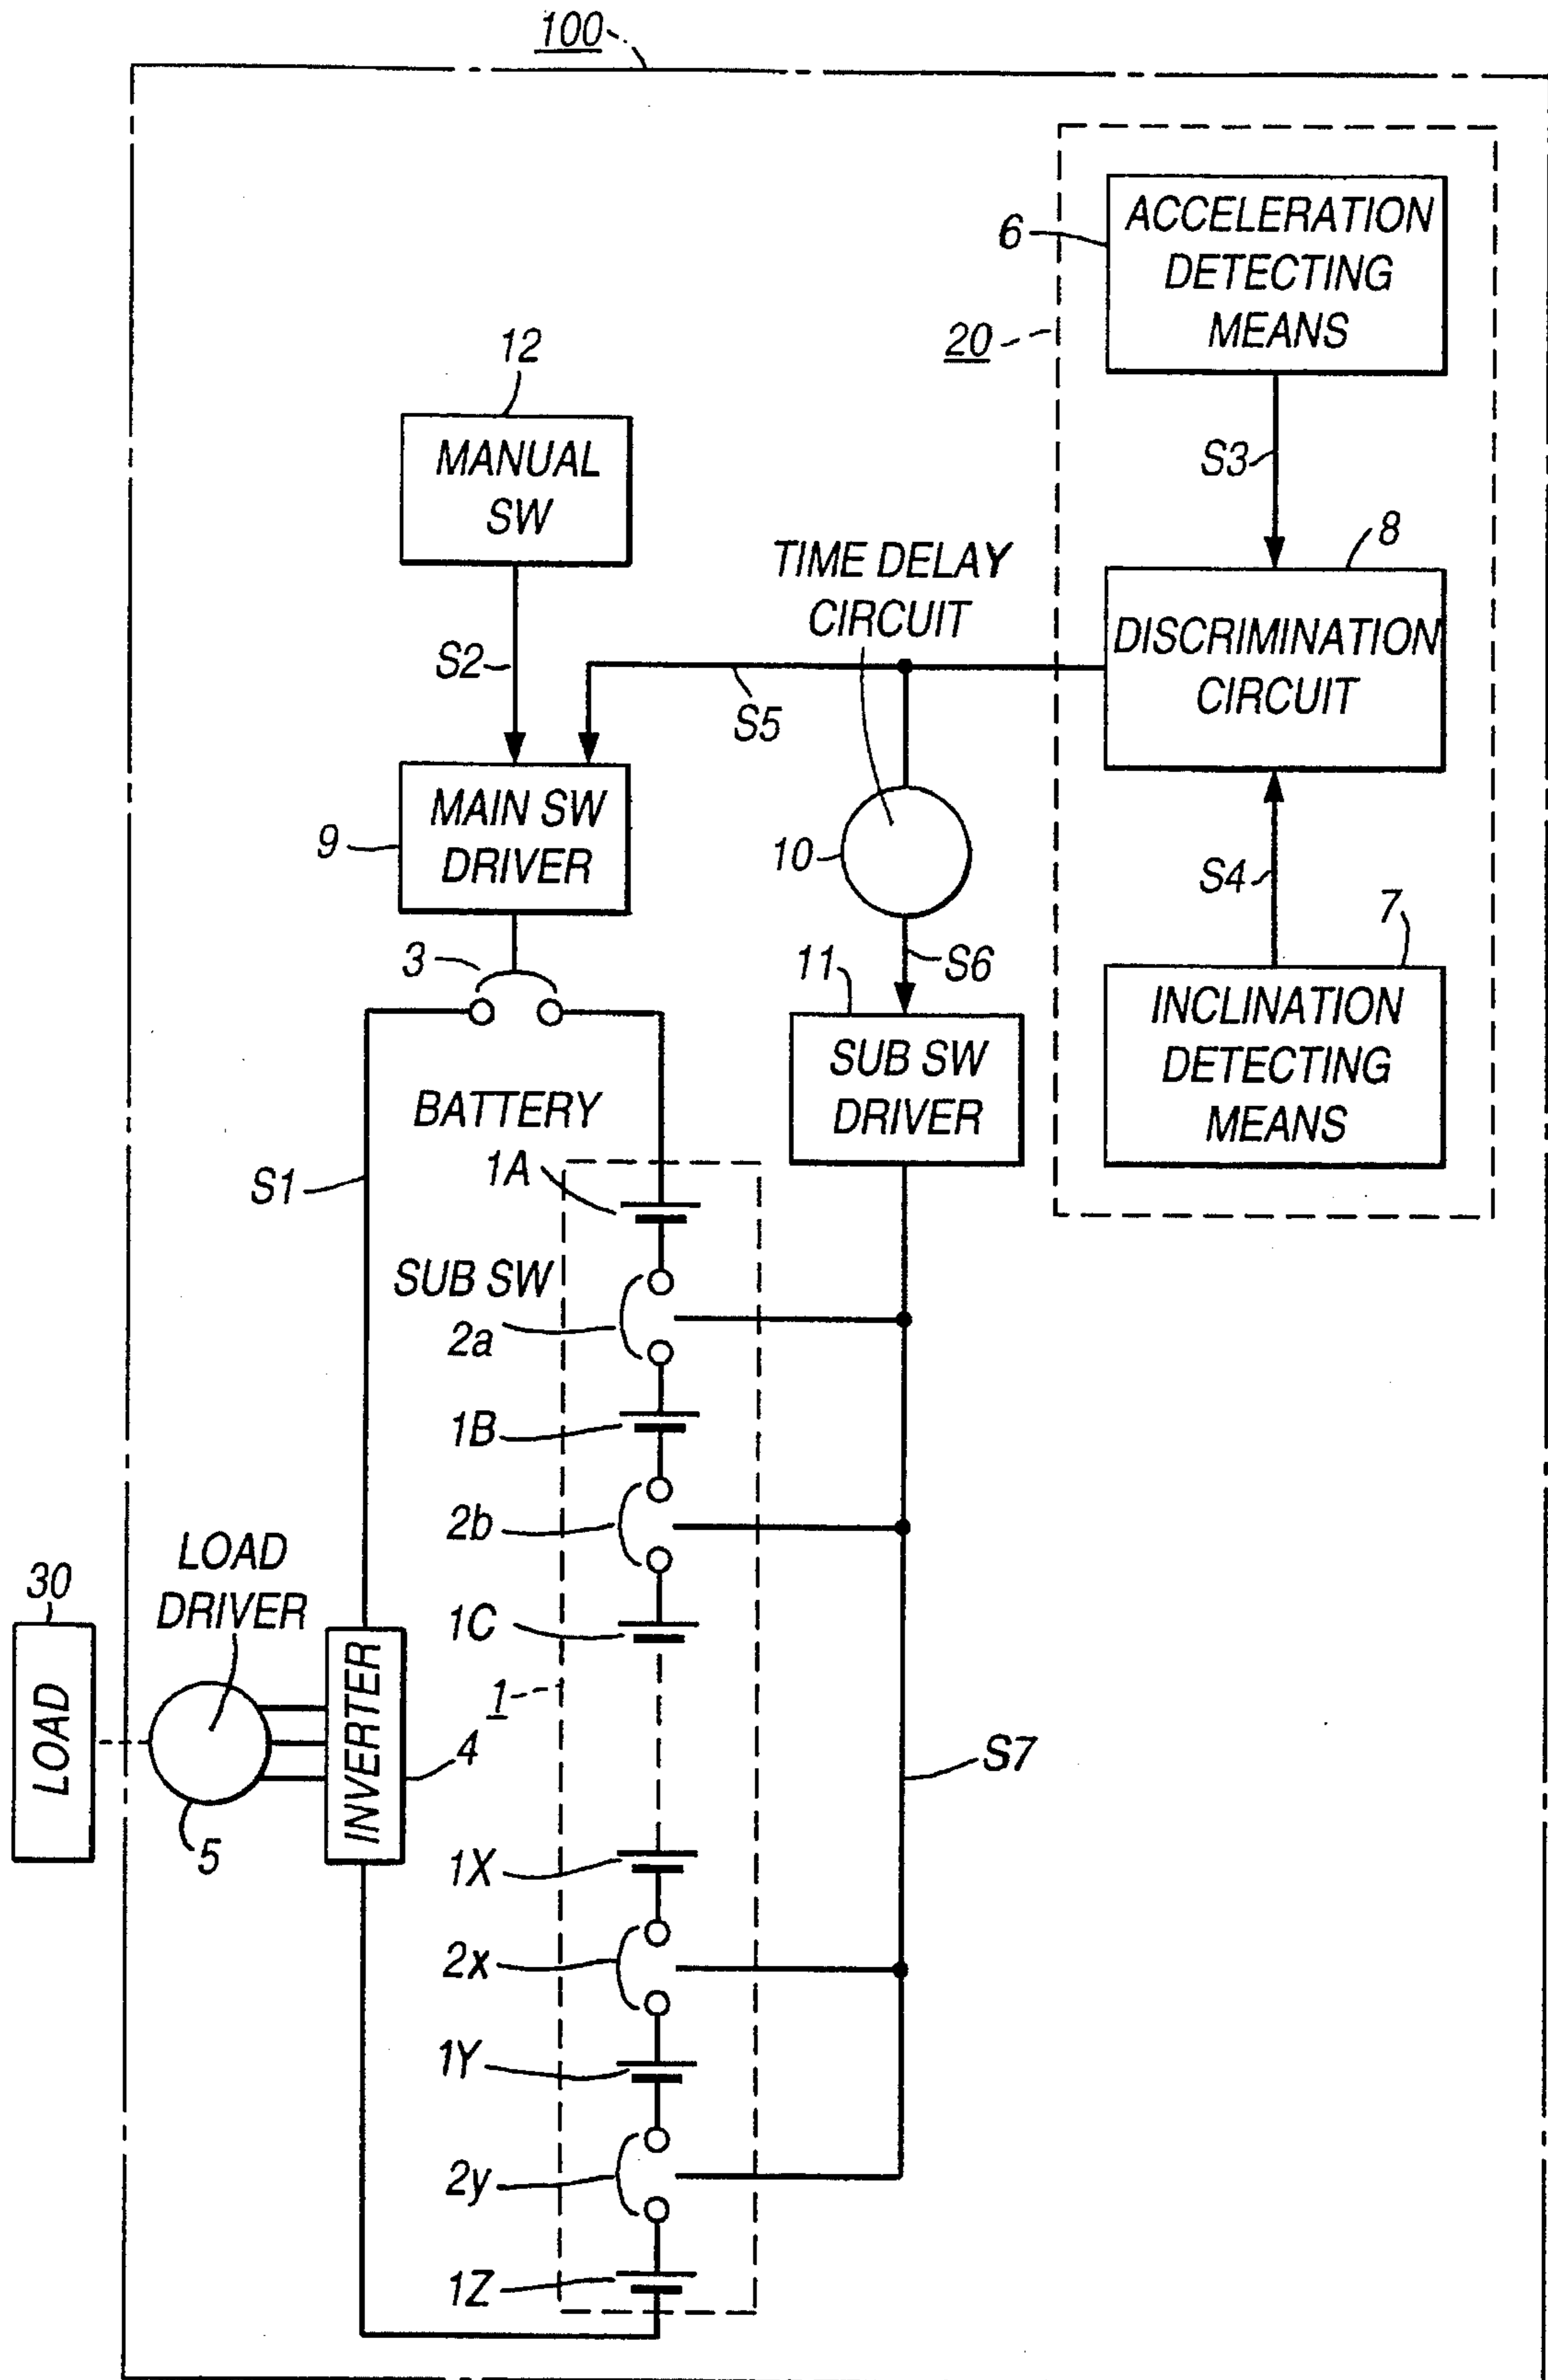 100
ACCELERATION
DETECTING
MEANS
6
20
12
MANUAL
SW
S3
8
TIME DELAY
CIRCUIT
DISCRIMINATION
CIRCUIT
S2
S5
MAIN SW
DRIVER
9
10
S4
7
3
S6
11
INCLINATION
DETECTING
MEANS
SUB SW
DRIVER
BATTERY
1A
S1
SUB SW
2a
1B
2b
LOAD
DRIVER
30
1C
LOAD
INVERTER
1
4
5
S7
1X
2x
1Y
2y
1Z